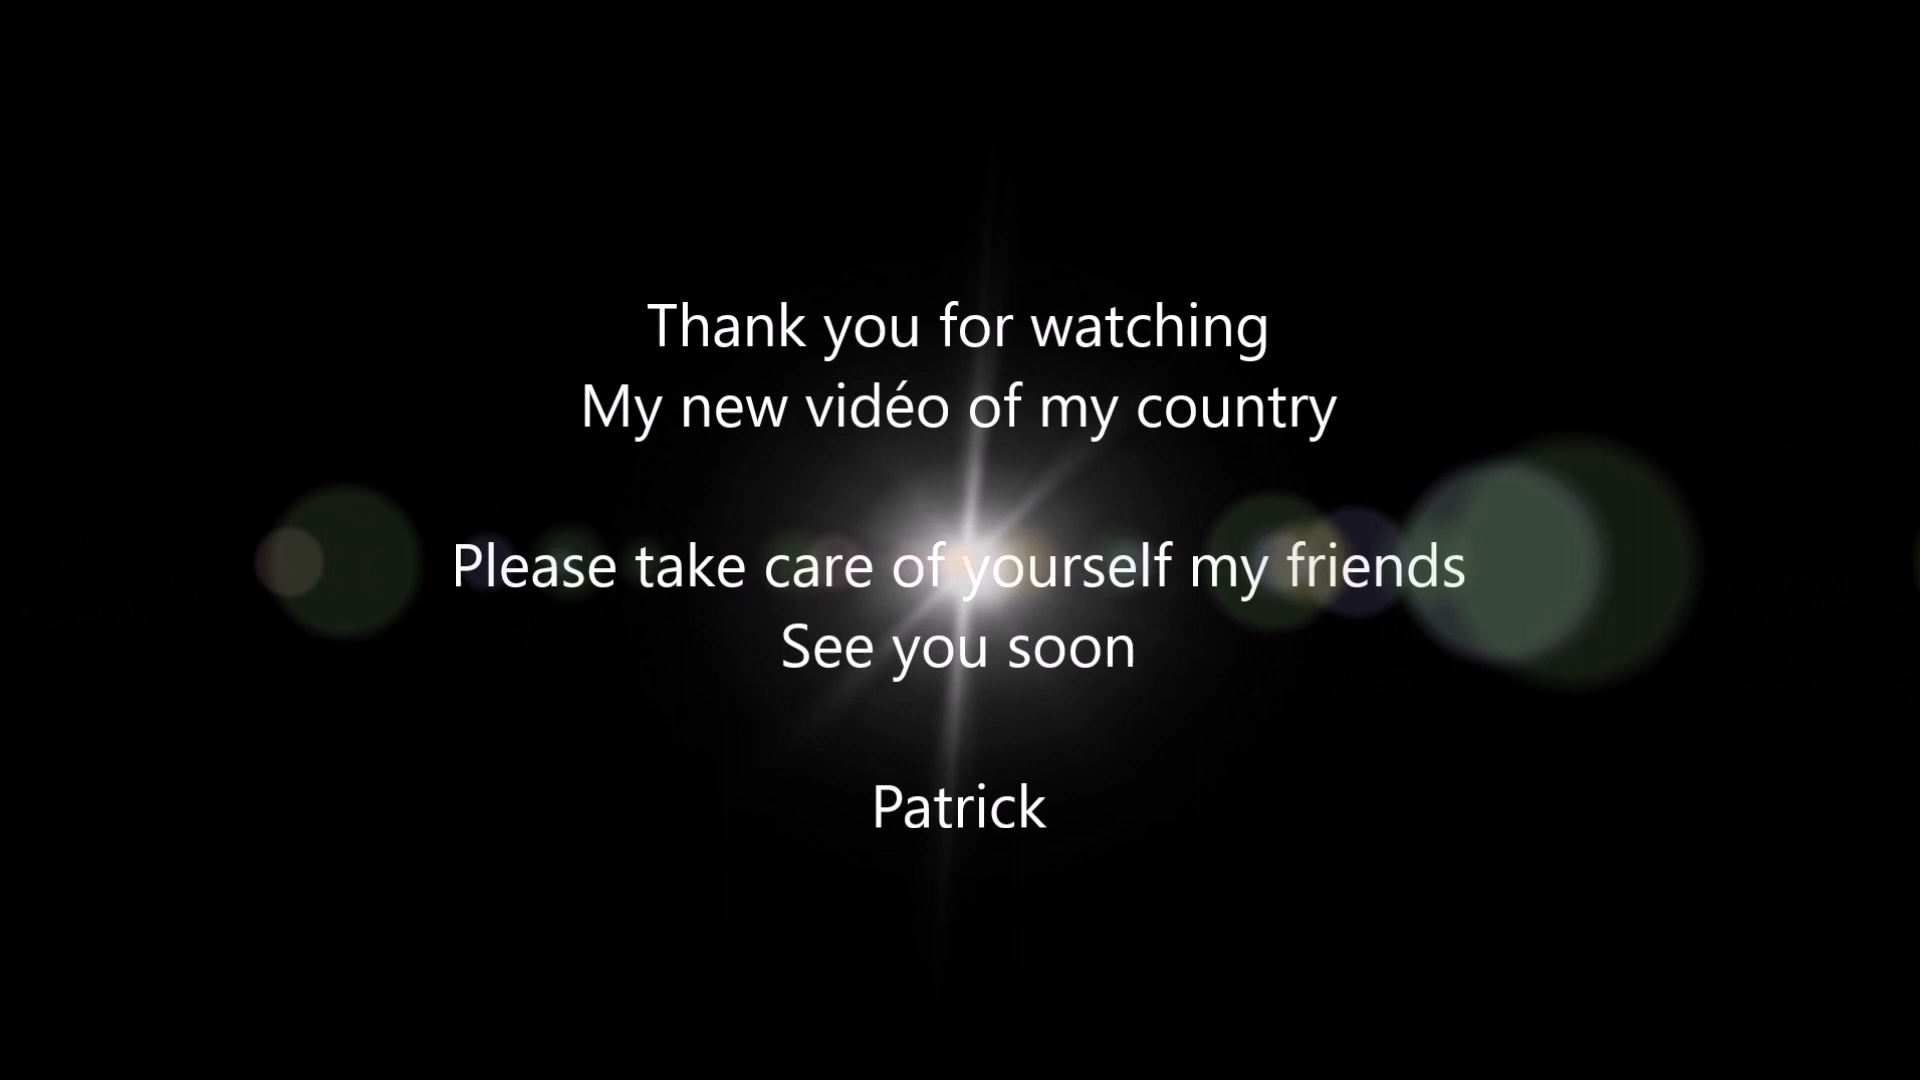 Thank you for watching
My new vidéo of my country
Please take care of yourself my friends
See you soon
Patrick